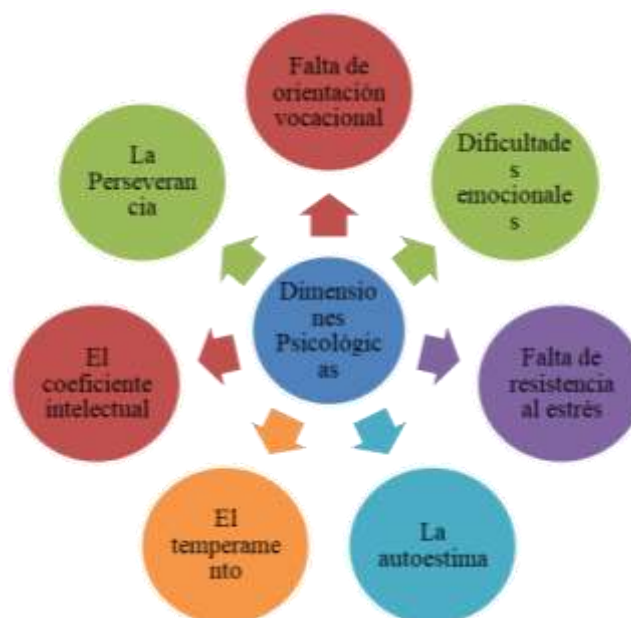 Falta de
orientación
vocacional
Dificultade
s
emocionale
s
Falta de
resistencia
al estrés
La
autoestima
El
temperame
nto
El
coeficiente
intelectual
La
Perseveran
cia
Dimensio
nes
Psicológic
as